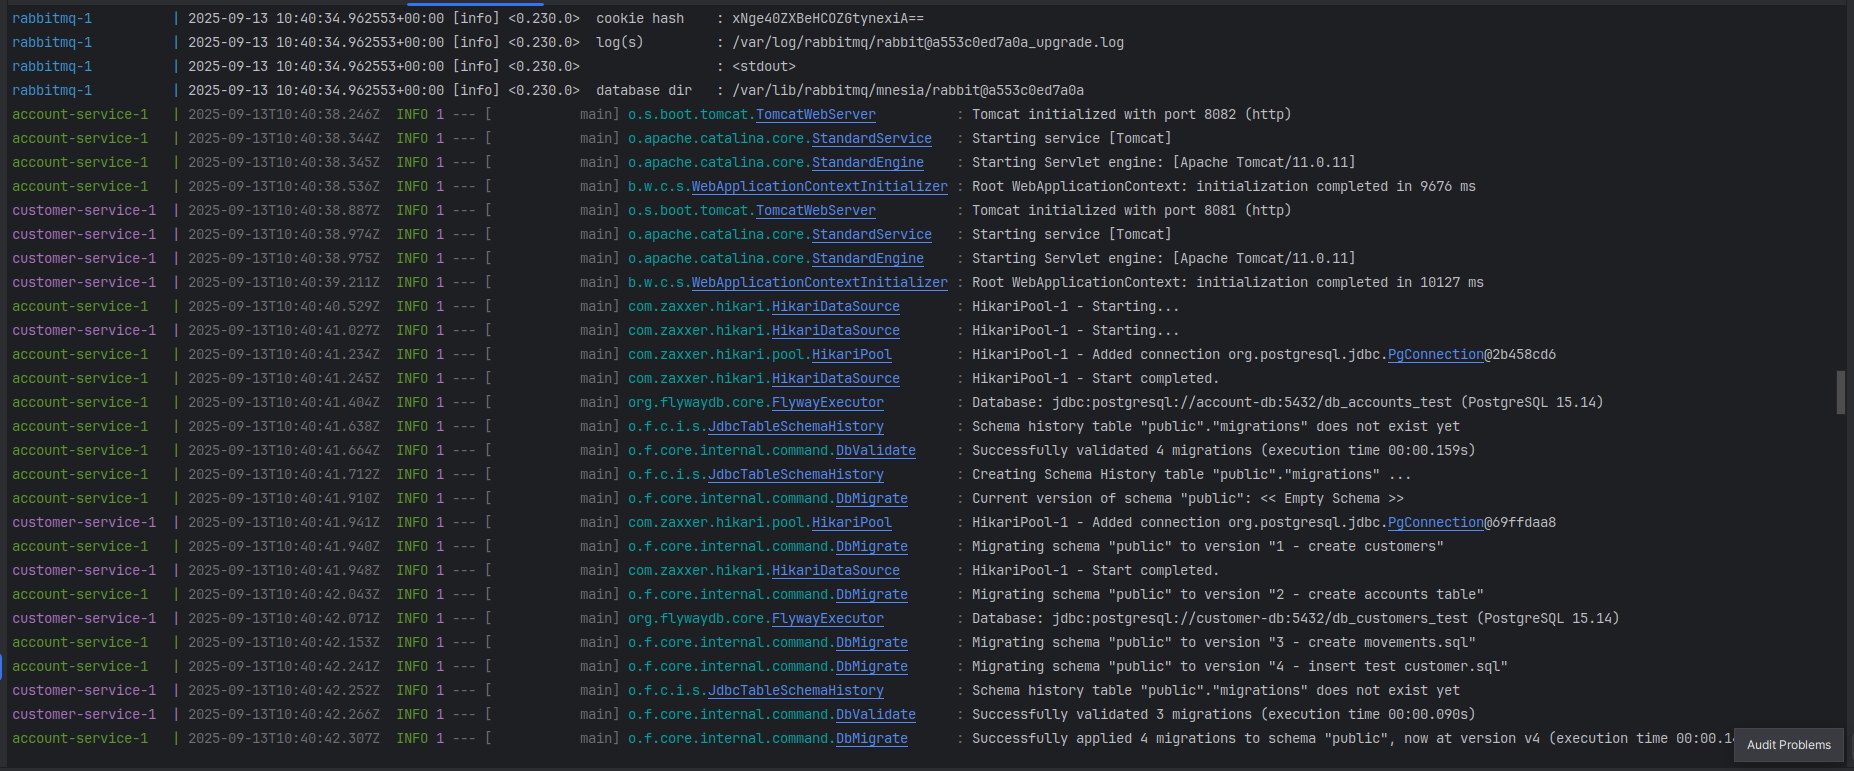 rabbitmq-1 | 2025-09-13 10:40:34.962553+00:00 [info] <0.230.0> cookie hash : xNge40ZXBeHCOZGtynexiA==
rabbitmq-1 | 2025-09-13 10:40:34.962553+00:00 [info] <0.230.0> log(s) : /var/log/rabbitmq/rabbit@a553c0ed7a0a_upgrade.log
rabbitmq-1 | 2025-09-13 10:40:34.962553+00:00 [info] <0.230.0> : <stdout>
rabbitmq-1 | 2025-09-13 10:40:34.962553+00:00 [info] <0.230.0> database dir : /var/lib/rabbitmq/mnesia/rabbit@a553c0ed7a0a
account-service-1 | 2025-09-13T10:40:38.246Z INFO 1 --- [ main] o.s.boot.tomcat.TomcatWebServer : Tomcat initialized with port 8082 (http)
account-service-1 | 2025-09-13T10:40:38.344Z INFO 1 --- [ main] o.apache.catalina.core.StandardService : Starting service [Tomcat]
account-service-1 | 2025-09-13T10:40:38.345Z INFO 1 --- [ main] o.apache.catalina.core.StandardEngine : Starting Servlet engine: [Apache Tomcat/11.0.11]
account-service-1 | 2025-09-13T10:40:38.536Z INFO 1 --- [ main] b.w.c.s.WebApplicationContextInitializer : Root WebApplicationContext: initialization completed in 9676 ms
customer-service-1 | 2025-09-13T10:40:38.887Z INFO 1 --- [ main] o.s.boot.tomcat.TomcatWebServer : Tomcat initialized with port 8081 (http)
customer-service-1 | 2025-09-13T10:40:38.974Z INFO 1 --- [ main] o.apache.catalina.core.StandardService : Starting service [Tomcat]
customer-service-1 | 2025-09-13T10:40:38.975Z INFO 1 --- [ main] o.apache.catalina.core.StandardEngine : Starting Servlet engine: [Apache Tomcat/11.0.11]
customer-service-1 | 2025-09-13T10:40:39.211Z INFO 1 --- [ main] b.w.c.s.WebApplicationContextInitializer : Root WebApplicationContext: initialization completed in 10127 ms
account-service-1 | 2025-09-13T10:40:40.529Z INFO 1 --- [ main] com.zaxxer.hikari.HikariDataSource : HikariPool-1 - Starting...
customer-service-1 | 2025-09-13T10:40:41.027Z INFO 1 --- [ main] com.zaxxer.hikari.HikariDataSource : HikariPool-1 - Starting...
account-service-1 | 2025-09-13T10:40:41.234Z INFO 1 --- [ main] com.zaxxer.hikari.pool.HikariPool : HikariPool-1 - Added connection org.postgresql.jdbc.PgConnection@2b458cd6
account-service-1 | 2025-09-13T10:40:41.245Z INFO 1 --- [ main] com.zaxxer.hikari.HikariDataSource : HikariPool-1 - Start completed.
account-service-1 | 2025-09-13T10:40:41.404Z INFO 1 --- [ main] org.flywaydb.core.FlywayExecutor : Database: jdbc:postgresql://account-db:5432/db_accounts_test (PostgreSQL 15.14)
account-service-1 | 2025-09-13T10:40:41.638Z INFO 1 --- [ main] o.f.c.i.s.JdbcTableSchemaHistory : Schema history table "public"."migrations" does not exist yet
account-service-1 | 2025-09-13T10:40:41.664Z INFO 1 --- [ main] o.f.core.internal.command.DbValidate : Successfully validated 4 migrations (execution time 00:00.159s)
account-service-1 | 2025-09-13T10:40:41.712Z INFO 1 --- [ main] o.f.c.i.s.JdbcTableSchemaHistory : Creating Schema History table "public"."migrations" ...
account-service-1 | 2025-09-13T10:40:41.910Z INFO 1 --- [ main] o.f.core.internal.command.DbMigrate : Current version of schema "public": << Empty Schema >>
customer-service-1 | 2025-09-13T10:40:41.941Z INFO 1 --- [ main] com.zaxxer.hikari.pool.HikariPool : HikariPool-1 - Added connection org.postgresql.jdbc.PgConnection@69ffdaa8
account-service-1 | 2025-09-13T10:40:41.940Z INFO 1 --- [ main] o.f.core.internal.command.DbMigrate : Migrating schema "public" to version "1 - create customers"
customer-service-1 | 2025-09-13T10:40:41.948Z INFO 1 --- [ main] com.zaxxer.hikari.HikariDataSource : HikariPool-1 - Start completed.
account-service-1 | 2025-09-13T10:40:42.043Z INFO 1 --- [ main] o.f.core.internal.command.DbMigrate : Migrating schema "public" to version "2 - create accounts table"
customer-service-1 | 2025-09-13T10:40:42.071Z INFO 1 --- [ main] org.flywaydb.core.FlywayExecutor : Database: jdbc:postgresql://customer-db:5432/db_customers_test (PostgreSQL 15.14)
account-service-1 | 2025-09-13T10:40:42.153Z INFO 1 --- [ main] o.f.core.internal.command.DbMigrate : Migrating schema "public" to version "3 - create movements.sql"
account-service-1 | 2025-09-13T10:40:42.241Z INFO 1 --- [ main] o.f.core.internal.command.DbMigrate : Migrating schema "public" to version "4 - insert test customer.sql"
customer-service-1 | 2025-09-13T10:40:42.252Z INFO 1 --- [ main] o.f.c.i.s.JdbcTableSchemaHistory : Schema history table "public"."migrations" does not exist yet
customer-service-1 | 2025-09-13T10:40:42.266Z INFO 1 --- [ main] o.f.core.internal.command.DbValidate : Successfully validated 3 migrations (execution time 00:00.090s)
account-service-1 | 2025-09-13T10:40:42.307Z INFO 1 --- [ main] o.f.core.internal.command.DbMigrate : Successfully applied 4 migrations to schema "public", now at version v4 (execution time
Audit Problems